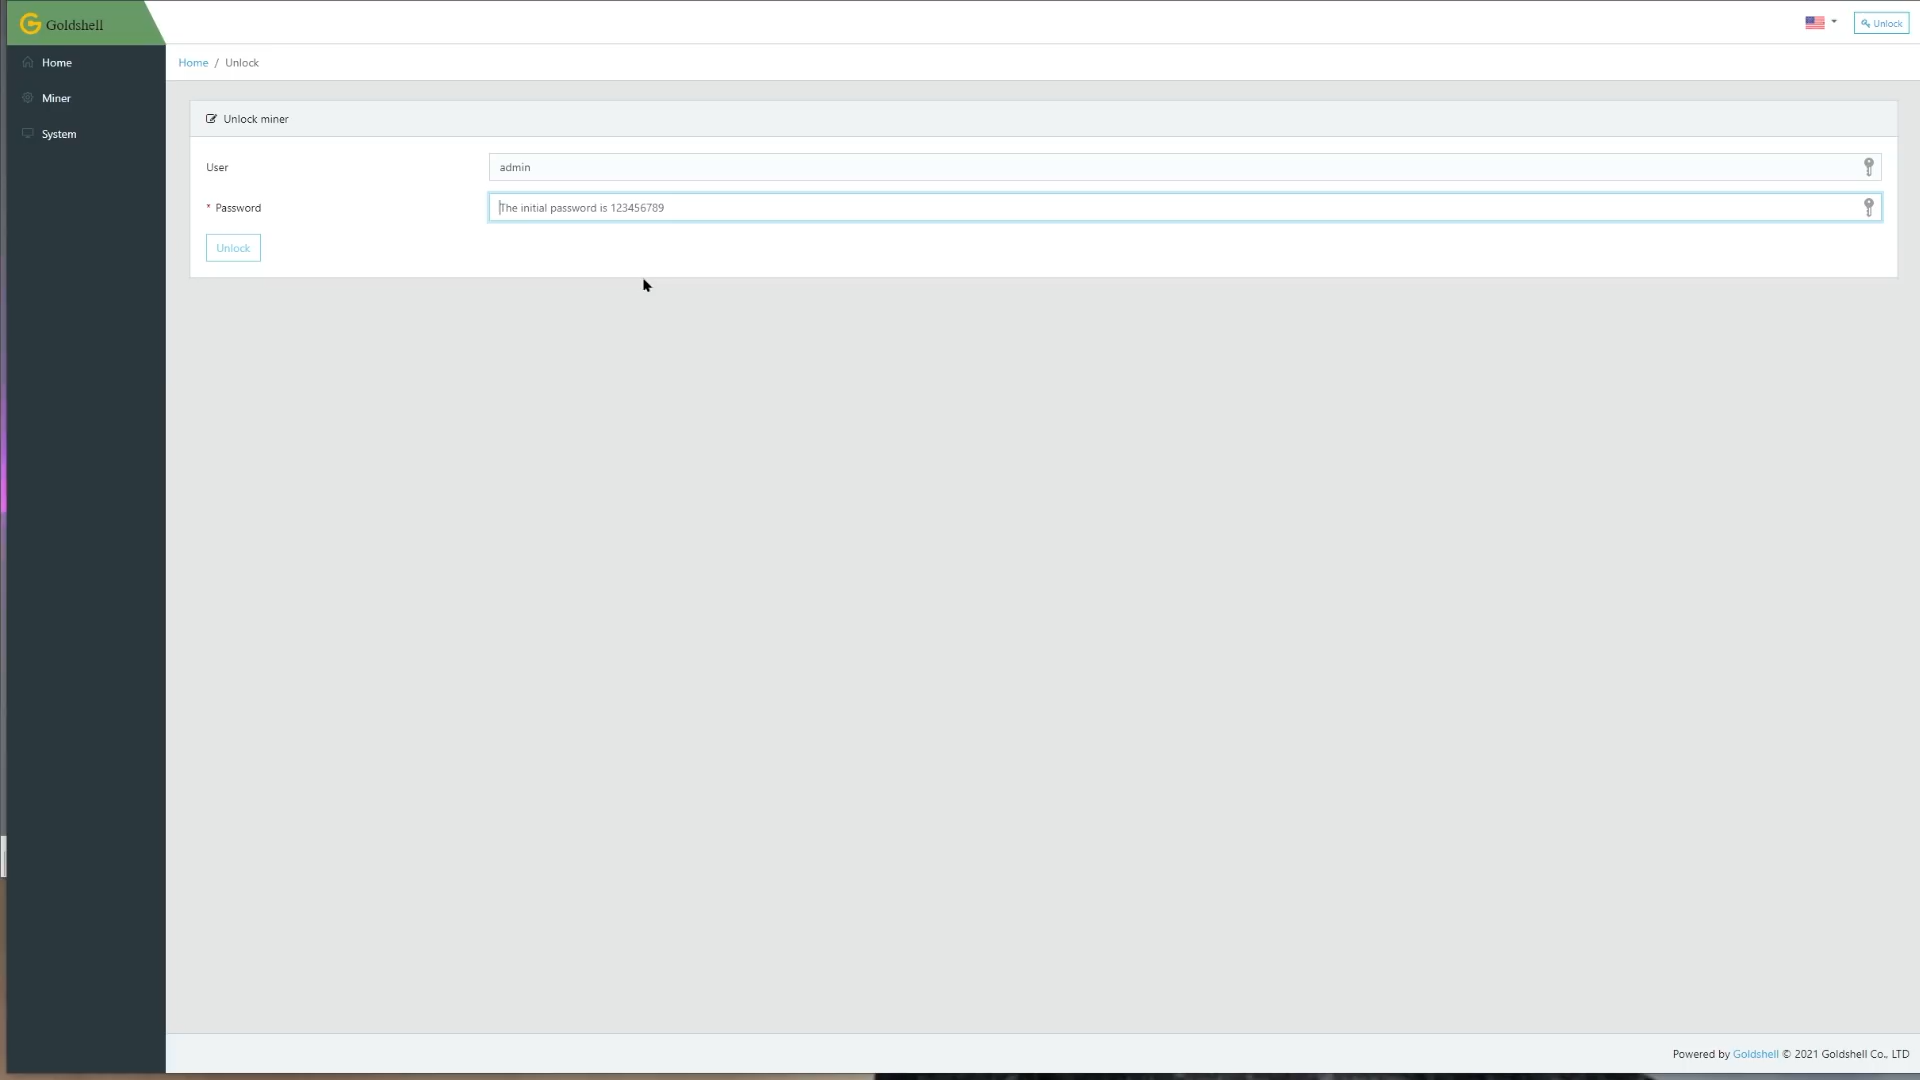 Goldshell
Unlock
Home
Miner
System
Home / Unlock
Unlock miner
User
admin
* Password
The initial password is 123456789
Unlock
Powered by Goldshell © 2021 Goldshell Co., LTD